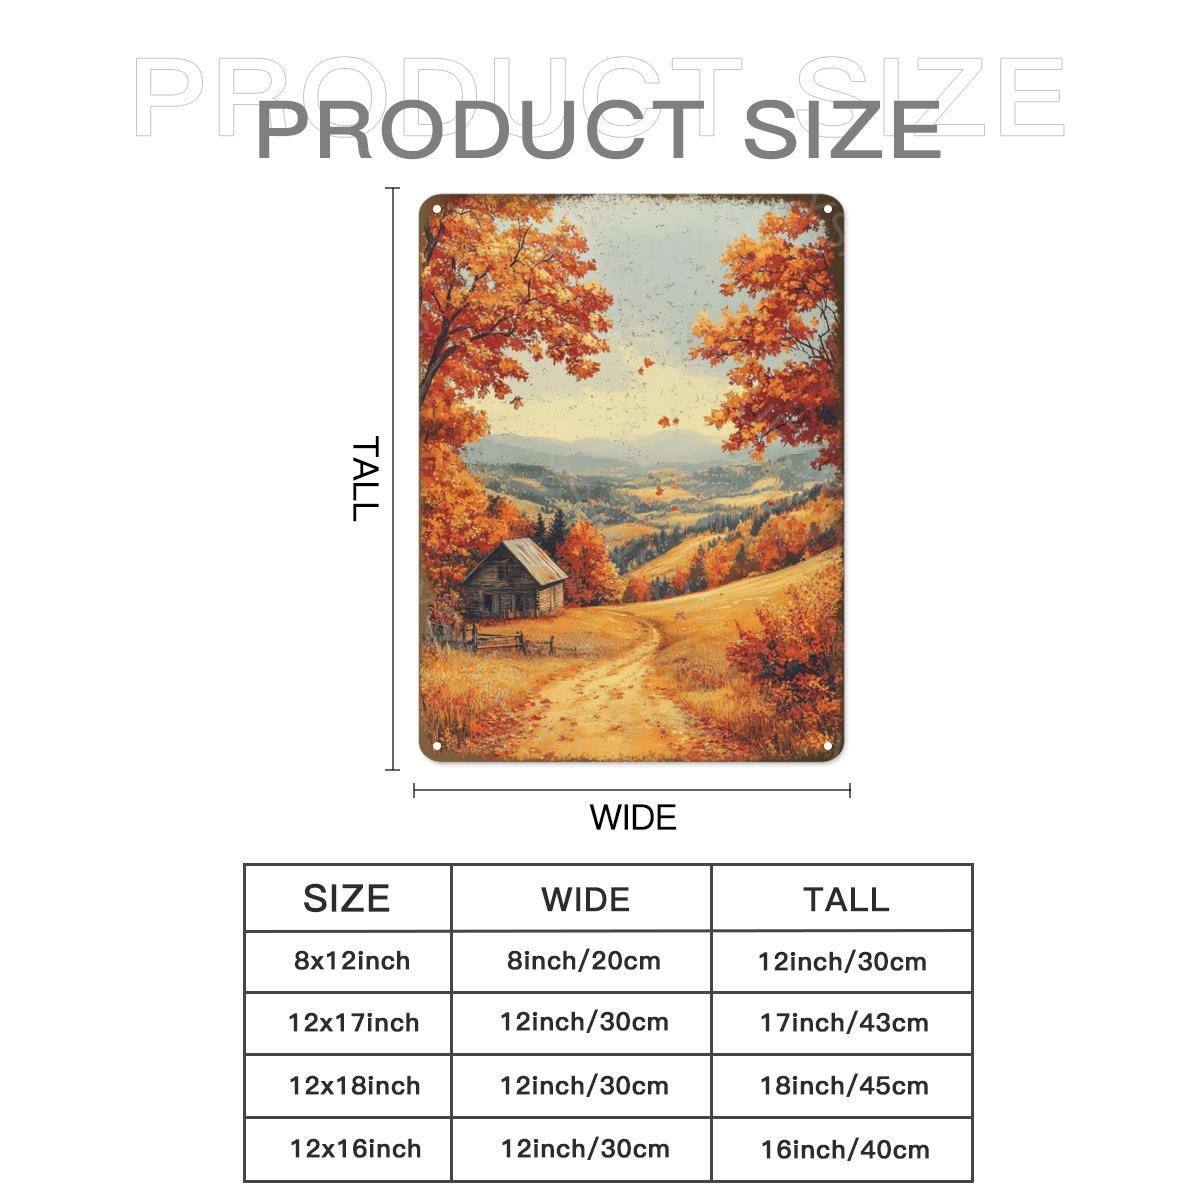 PRODUCT SIZE
PRODUCT SIZE
TALL
WIDE
SIZE WIDE TALL
8x12inch 8inch/20cm 12inch/30cm
12x17inch 12inch/30cm 17inch/43cm
12x18inch 12inch/30cm 18inch/45cm
12x16inch 12inch/30cm 16inch/40cm